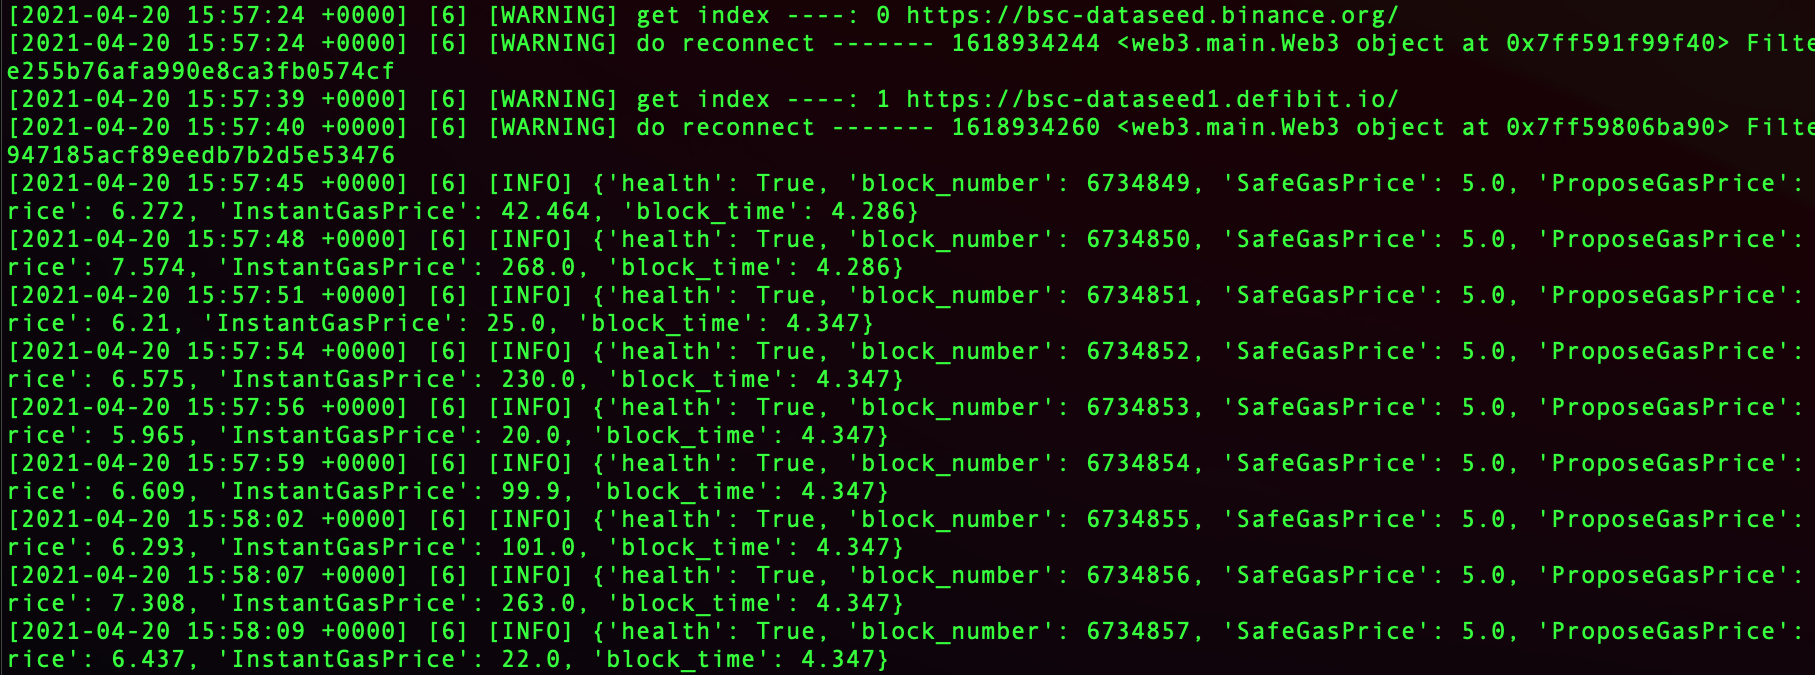 [2021-04-20 15:57:24 +0000] [6] [WARNING] get index ----: 0 https://bsc-dataseed.binance.org/
[2021-04-20 15:57:24 +0000] [6] [WARNING] do reconnect ------- 1618934244 <web3.main.Web3 object at 0x7ff591f99f40> Filte
e255b76afa990e8ca3fb0574cf
[2021-04-20 15:57:39 +0000] [6] [WARNING] get index ----: 1 https://bsc-dataseed1.defibit.io/
[2021-04-20 15:57:40 +0000] [6] [WARNING] do reconnect ------- 1618934260 <web3.main.Web3 object at 0x7ff59806ba90> Filte
947185acf89eedb7b2d5e53476
[2021-04-20 15:57:45 +0000] [6] [INFO] {'health': True, 'block_number': 6734849, 'SafeGasPrice': 5.0, 'ProposeGasPrice':
rice': 6.272, 'InstantGasPrice': 42.464, 'block_time': 4.286}
[2021-04-20 15:57:48 +0000] [6] [INFO] {'health': True, 'block_number': 6734850, 'SafeGasPrice': 5.0, 'ProposeGasPrice':
rice': 7.574, 'InstantGasPrice': 268.0, 'block_time': 4.286}
[2021-04-20 15:57:51 +0000] [6] [INFO] {'health': True, 'block_number': 6734851, 'SafeGasPrice': 5.0, 'ProposeGasPrice':
rice': 6.21, 'InstantGasPrice': 25.0, 'block_time': 4.347}
[2021-04-20 15:57:54 +0000] [6] [INFO] {'health': True, 'block_number': 6734852, 'SafeGasPrice': 5.0, 'ProposeGasPrice':
rice': 6.575, 'InstantGasPrice': 230.0, 'block_time': 4.347}
[2021-04-20 15:57:56 +0000] [6] [INFO] {'health': True, 'block_number': 6734853, 'SafeGasPrice': 5.0, 'ProposeGasPrice':
rice': 5.965, 'InstantGasPrice': 20.0, 'block_time': 4.347}
[2021-04-20 15:57:59 +0000] [6] [INFO] {'health': True, 'block_number': 6734854, 'SafeGasPrice': 5.0, 'ProposeGasPrice':
rice': 6.609, 'InstantGasPrice': 99.9, 'block_time': 4.347}
[2021-04-20 15:58:02 +0000] [6] [INFO] {'health': True, 'block_number': 6734855, 'SafeGasPrice': 5.0, 'ProposeGasPrice':
rice': 6.293, 'InstantGasPrice': 101.0, 'block_time': 4.347}
[2021-04-20 15:58:07 +0000] [6] [INFO] {'health': True, 'block_number': 6734856, 'SafeGasPrice': 5.0, 'ProposeGasPrice':
rice': 7.308, 'InstantGasPrice': 263.0, 'block_time': 4.347}
[2021-04-20 15:58:09 +0000] [6] [INFO] {'health': True, 'block_number': 6734857, 'SafeGasPrice': 5.0, 'ProposeGasPrice':
rice': 6.437, 'InstantGasPrice': 22.0, 'block_time': 4.347}